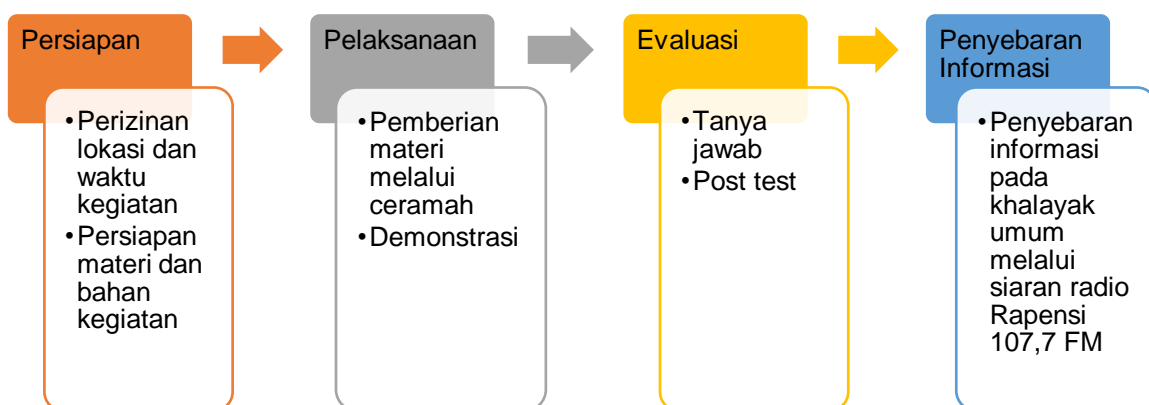 Persiapan
•Perizinan
lokasi dan
waktu
kegiatan
•Persiapan
materi dan
bahan
kegiatan
Pelaksanaan
•Pemberian
materi
melalui
ceramah
•Demonstrasi
Evaluasi
•Tanya
jawab
•Post test
Penyebaran
Informasi
•Penyebaran
informasi
pada
khalayak
umum
melalui
siaran radio
Rapensi
107,7 FM